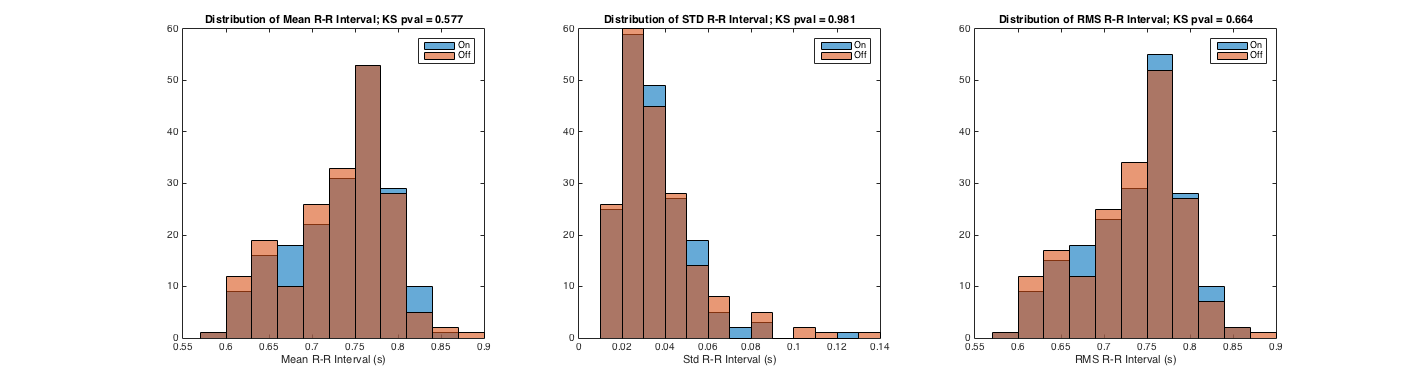 Distribution of Mean R-R Interval; KS pval = 0.577
On
Off
60
50
40
30
20
10
0
0.55 0.6 0.65 0.7 0.75 0.8 0.85 0.9
Mean R-R Interval (s)
Distribution of STD R-R Interval; KS pval = 0.981
On
Off
60
50
40
30
20
10
0
0 0.02 0.04 0.06 0.08 0.1 0.12 0.14
Std R-R Interval (s)
Distribution of RMS R-R Interval; KS pval = 0.664
On
Off
60
50
40
30
20
10
0
0.55 0.6 0.65 0.7 0.75 0.8 0.85 0.9
RMS R-R Interval (s)